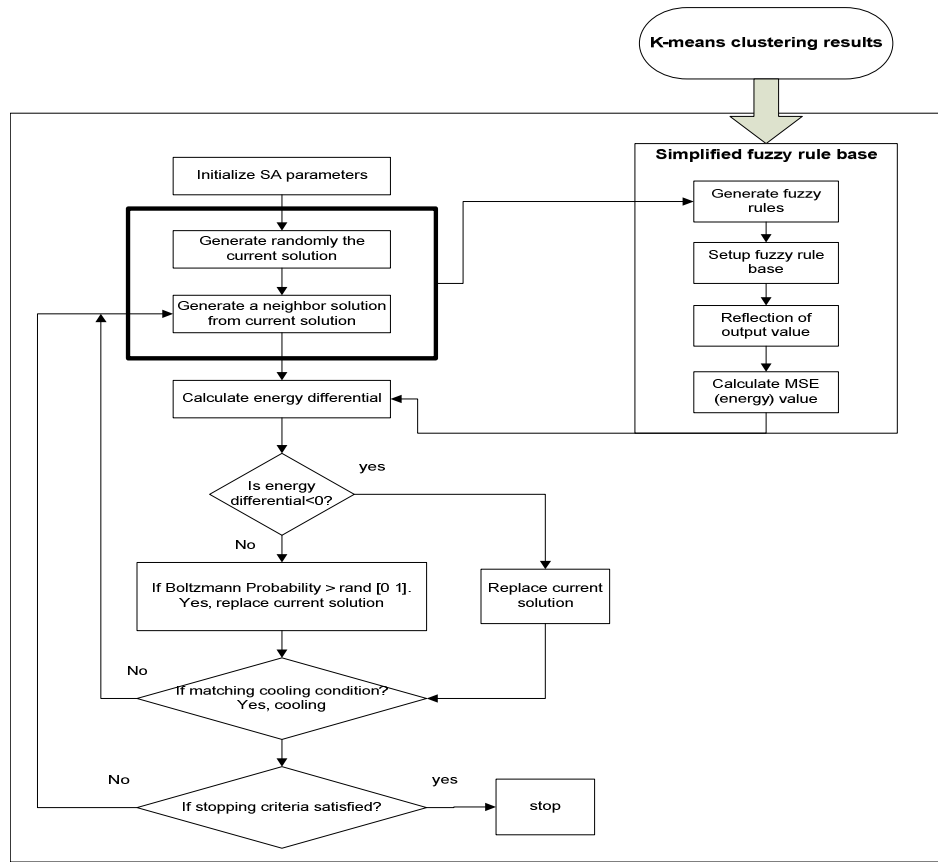 K-means clustering results
Simplified fuzzy rule base
Initialize SA parameters
Generate fuzzy
rules
Generate randomly the
current solution
Setup fuzzy rule
base
Generate a neighbor solution
from current solution
Reflection of
output value
Calculate energy differential
Calculate MSE
(energy) value
yes
Is energy
differential<0?
No
If Boltzmann Probability > rand [0 1].
Yes, replace current solution
Replace current
solution
No
If matching cooling condition?
Yes, cooling
No
yes
If stopping criteria satisfied?
stop